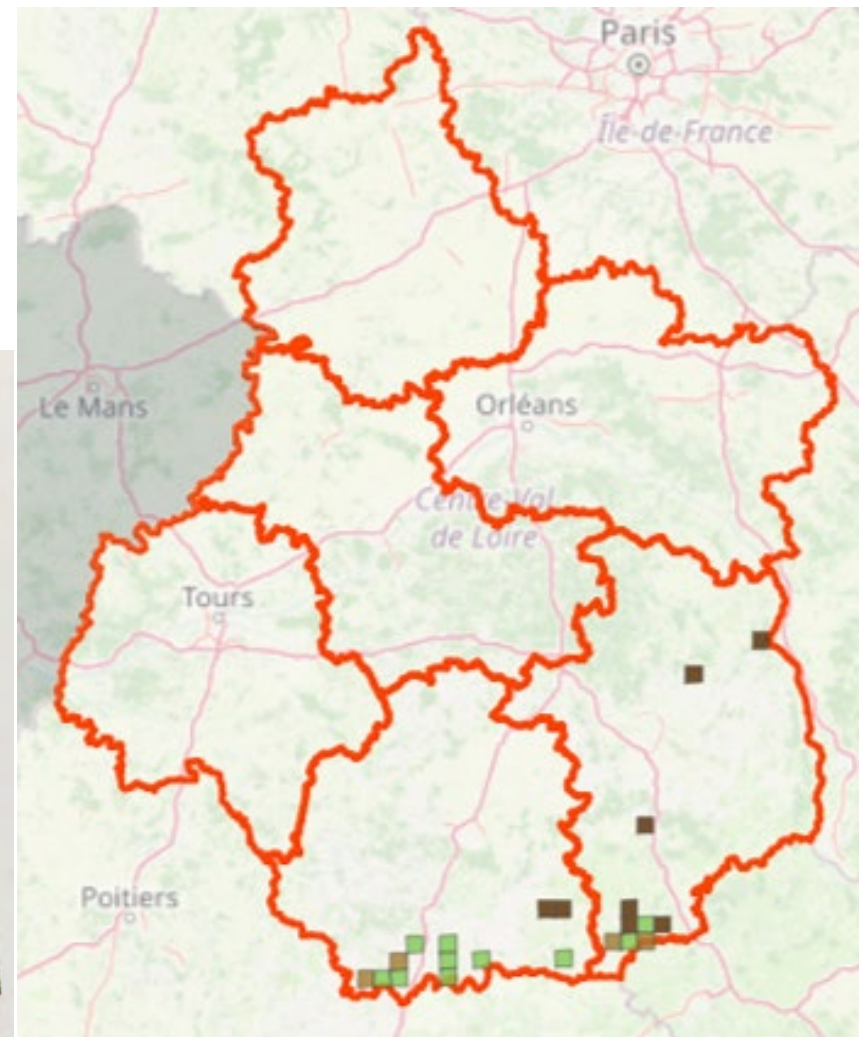 Paris
Île-de-France
Le Mans
Orléans
Centre-Val
de Loire
Tours
Poitiers